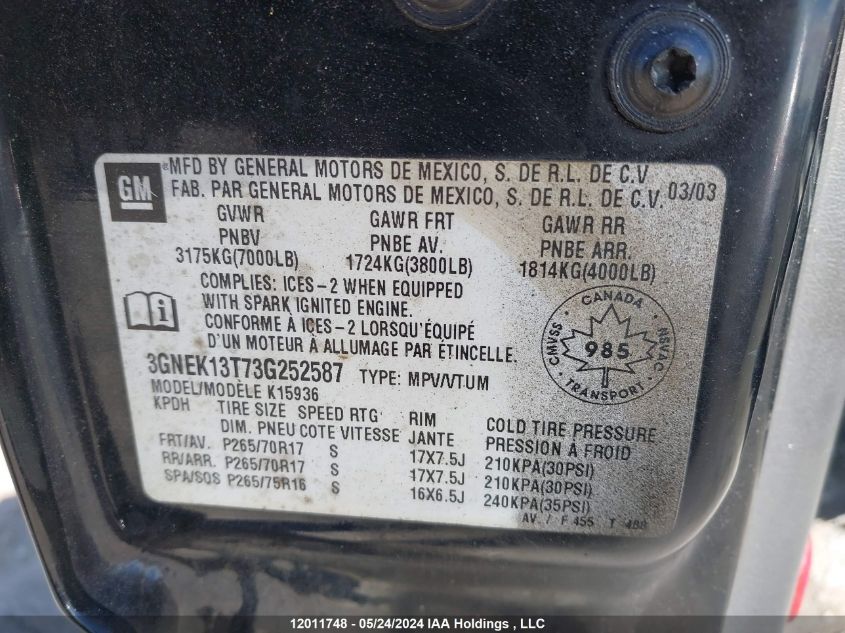 GM
MFD BY GENERAL MOTORS DE MEXICO, S. DE R.L. DE C.V
FAB. PAR GENERAL MOTORS DE MEXICO, S. DE R.L. DE C.V. 03/03
GVWR GAWR FRT GAWR RR
PNBV PNBE AV. PNBE ARR.
3175KG(7000LB) 1724KG(3800LB) 1814KG(4000LB)
COMPLIES: ICES-2 WHEN EQUIPPED
WITH SPARK IGNITED ENGINE.
CONFORME À ICES-2 LORSQU'ÉQUIPÉ
D'UN MOTEUR À ALLUMAGE PAR ÉTINCELLE.
CANADA
CMVSS 985 NSVAC
TRANSPORT
3GNEK13T73G252587 TYPE: MPV/VTUM
MODEL/MODÈLE K15936
KPDH TIRE SIZE SPEED RTG RIM COLD TIRE PRESSURE
DIM. PNEU COTE VITESSE JANTE PRESSION À FROID
FRT/AV. P265/70R17 S 17X7.5J 210KPA(30PSI)
RR/ARR. P265/70R17 S 17X7.5J 210KPA(30PSI)
SPA/SOS P265/75R16 S 16X6.5J 240KPA(35PSI)
AV / F 455 T
12011748 - 05/24/2024 IAA Holdings , LLC